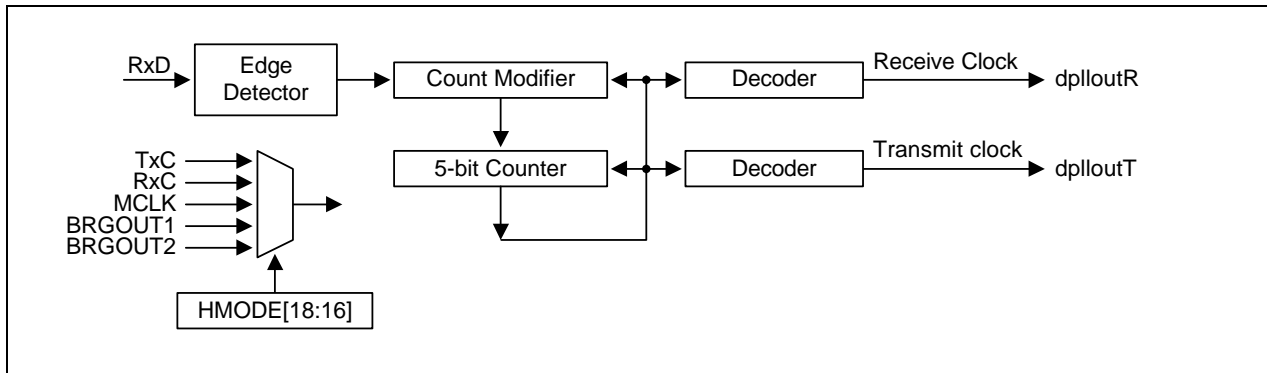 RxD
Edge
Detector
Count Modifier
Decoder
Receive Clock
dplloutR
TxC
RxC
MCLK
BRGOUT1
BRGOUT2
5-bit Counter
Decoder
Transmit clock
dplloutT
HMODE[18:16]